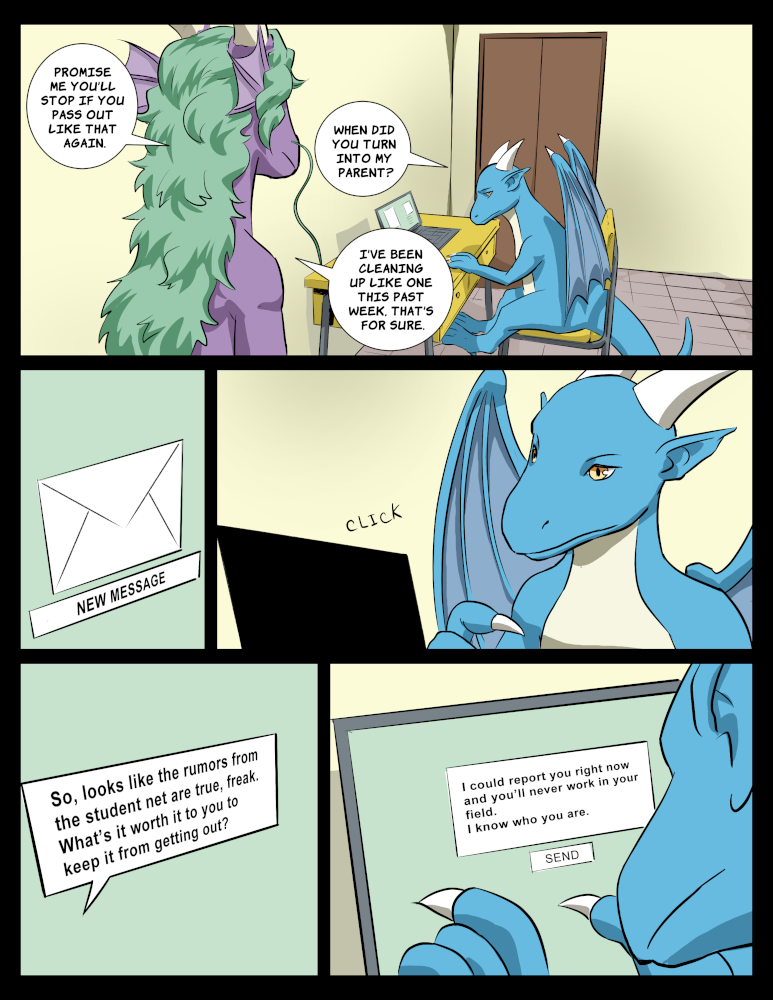 PROMISE
ME YOU'LL
STOP IF YOU
PASS OUT
LIKE THAT
AGAIN.
WHEN DID
YOU TURN
INTO MY
PARENT?
I'VE BEEN
CLEANING
UP LIKE ONE
THIS PAST
WEEK. THAT'S
FOR SURE.
NEW MESSAGE
CLICK
So, looks like the rumors from
the student net are true, freak.
What's it worth it to you to
keep it from getting out?
I could report you right now
and you'll never work in your
field.
I know who you are.
SEND